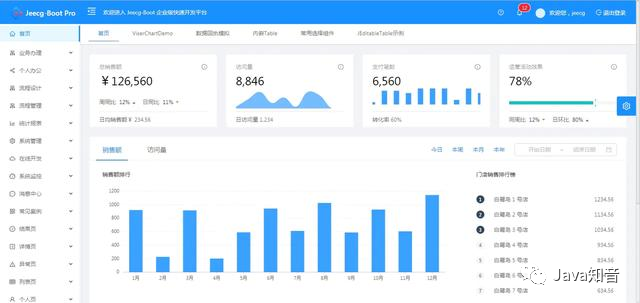 Jeecg-Boot Pro
欢迎进入 Jeecg-Boot 企业级快速开发平台
12
欢迎您，jeecg
退出登录
首页
业务办理
个人办公
流程设计
流程管理
统计报表
系统管理
在线开发
系统监控
消息中心
常见案例
结果页
详情页
异常页
列表页
首页 ViserChartDemo 数据回执模拟 内嵌Table 常用选择组件 JEditableTable示例
总销售额
￥126,560
周同比 12% 日同比 11%
日均销售额 ￥ 234.56
访问量
8,846
日访问量 1,234
支付笔数
6,560
转化率 60%
运营活动效果
78%
同周比 12% 日环比 80%
销售额 访问量
今日 本周 本月 本年 开始日期 ~ 结束日期
销售额排行
1200
1000
800
600
400
200
0
1月 2月 3月 4月 5月 6月 7月 8月 9月 10月 11月 12月
门店销售排行榜
1 白鹭岛 1 号店 1234.56
2 白鹭岛 2 号店 1134.56
3 白鹭岛 3 号店 1034.56
4 白鹭岛 4 号店 934.56
5 白鹭岛 5 号店 834.56
6 白鹭岛 6
7 白鹭岛 7 号店 634.56
Java知音